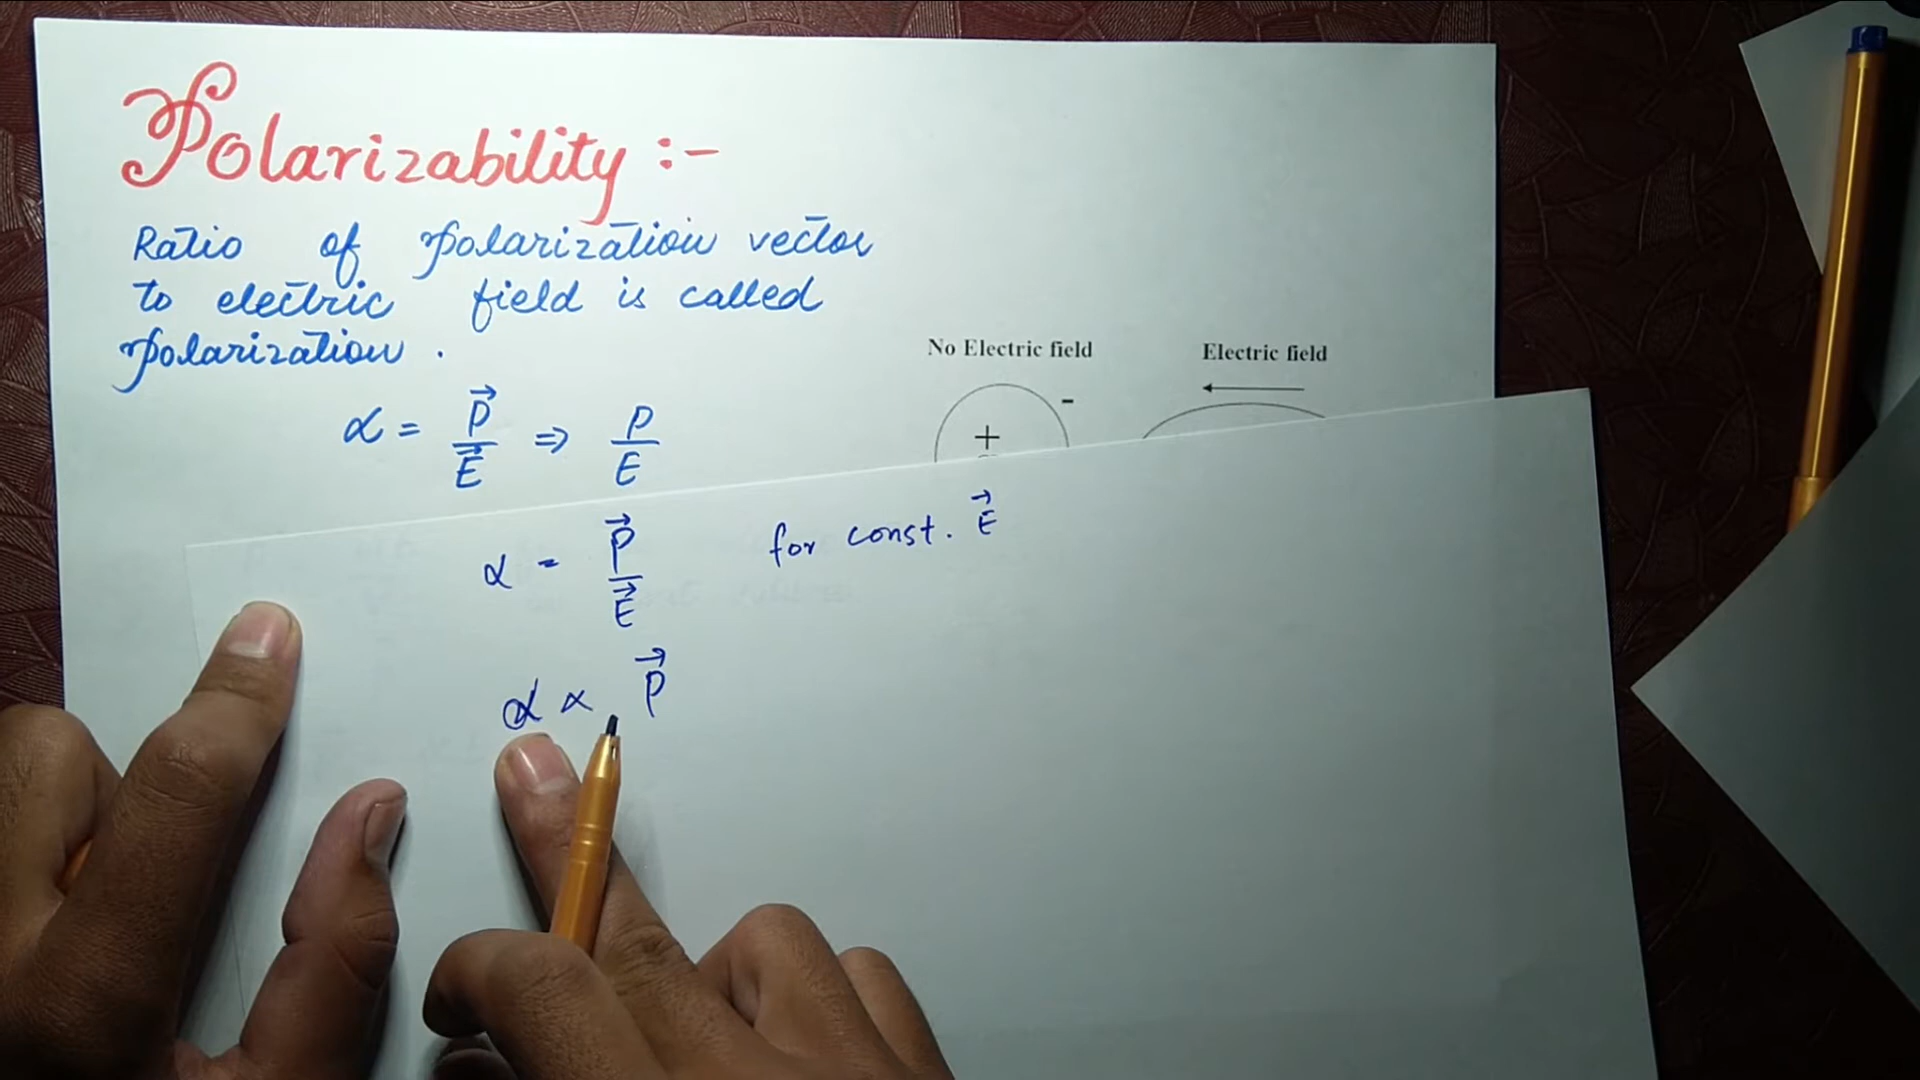 Polarizability :-
Ratio of polarization vector
to electric field is called
polarization .
No Electric field
Electric field
α = P⃗ / E⃗ ⇒ P / E
-
+
α = P⃗ / E⃗ for const. E⃗
α ∝ P⃗